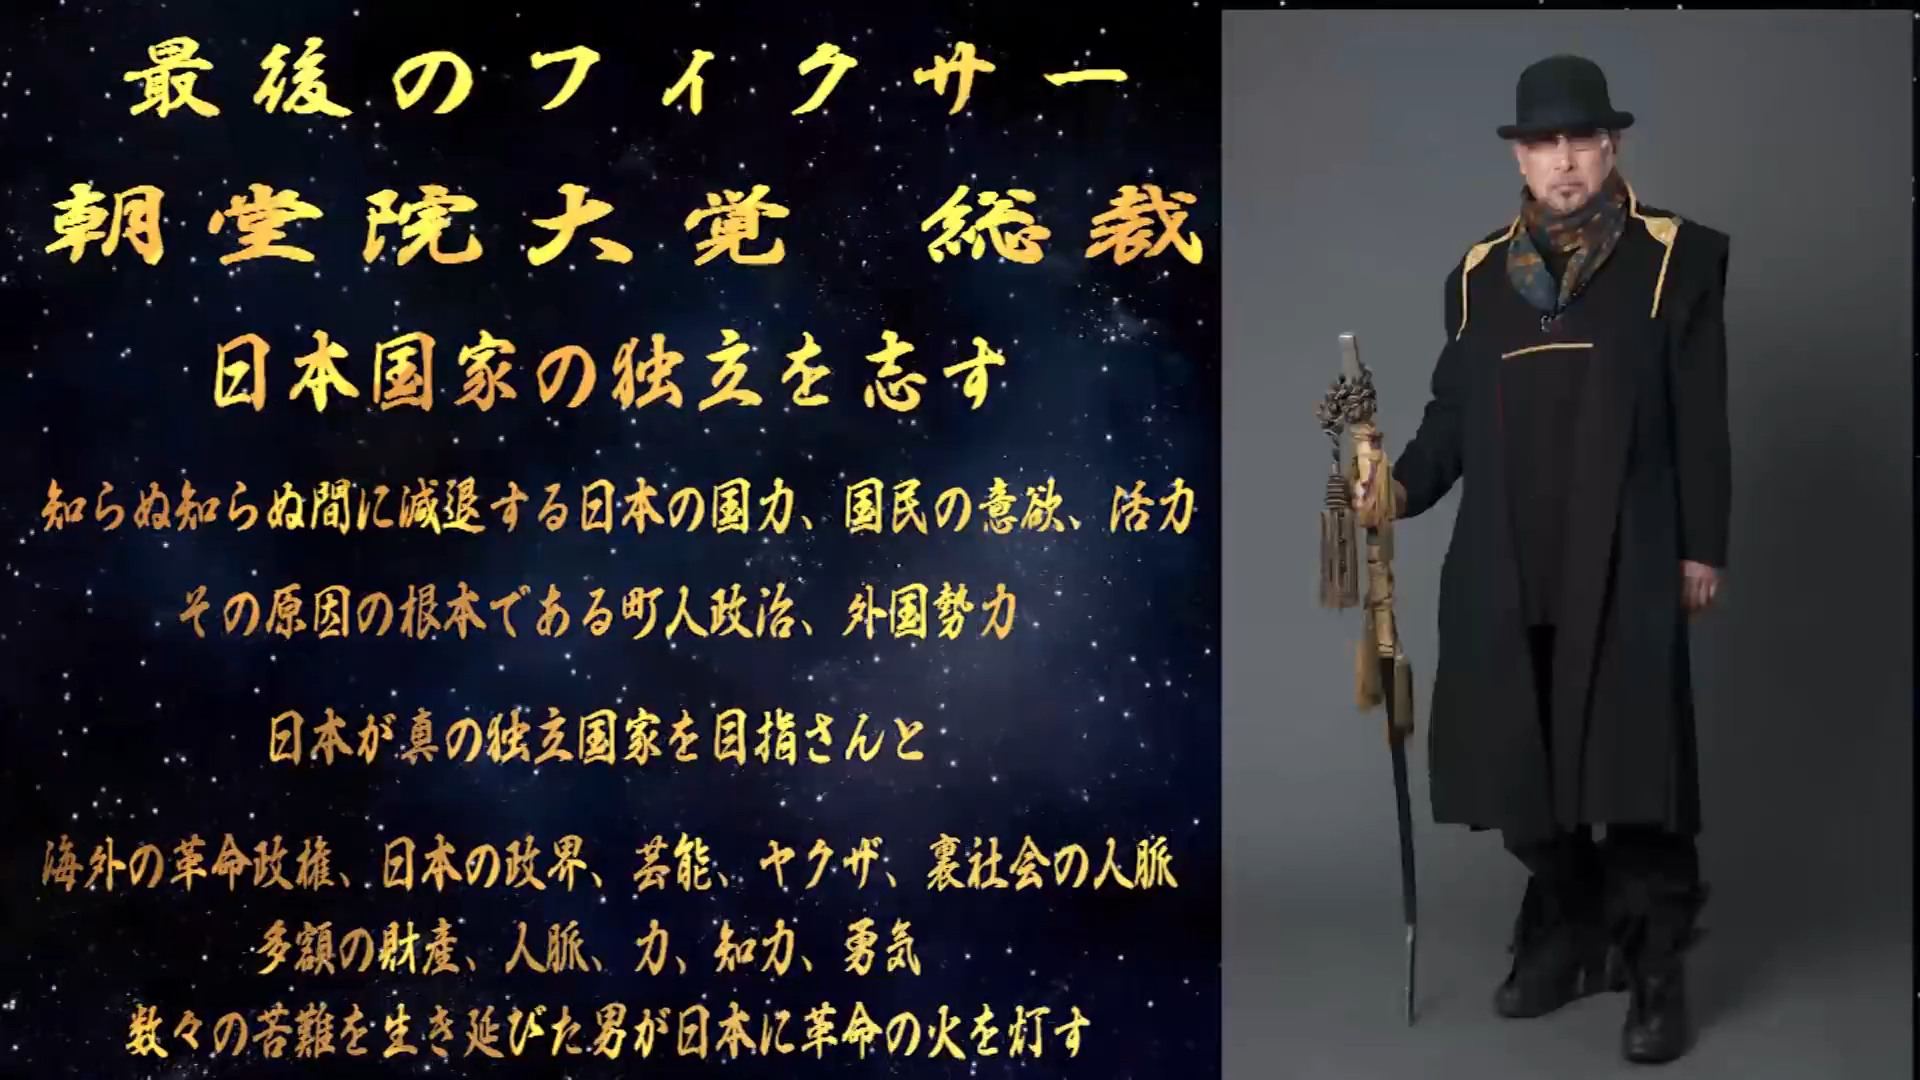 最後のフィクサー
朝堂院大覚 総裁
日本国家の独立を志す
知らぬ知らぬ間に減退する日本の国力、国民の意欲、活力
その原因の根本である町人政治、外国勢力
日本が真の独立国家を目指さんと
海外の革命政権、日本の政界、芸能、ヤクザ、裏社会の人脈
多額の財産、人脈、力、知力、勇気
数々の苦難を生き延びた男が日本に革命の火を灯す